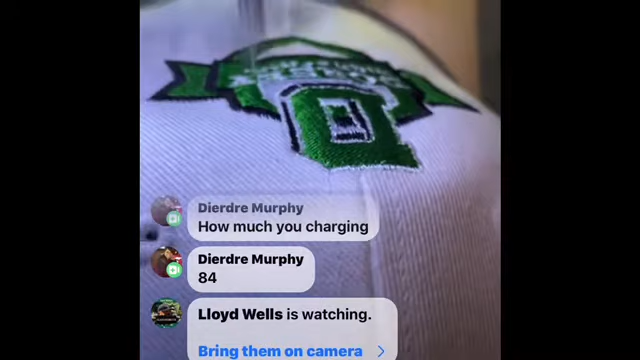 Dierdre Murphy
How much you charging
Dierdre Murphy
84
Lloyd Wells is watching.
Bring them on camera